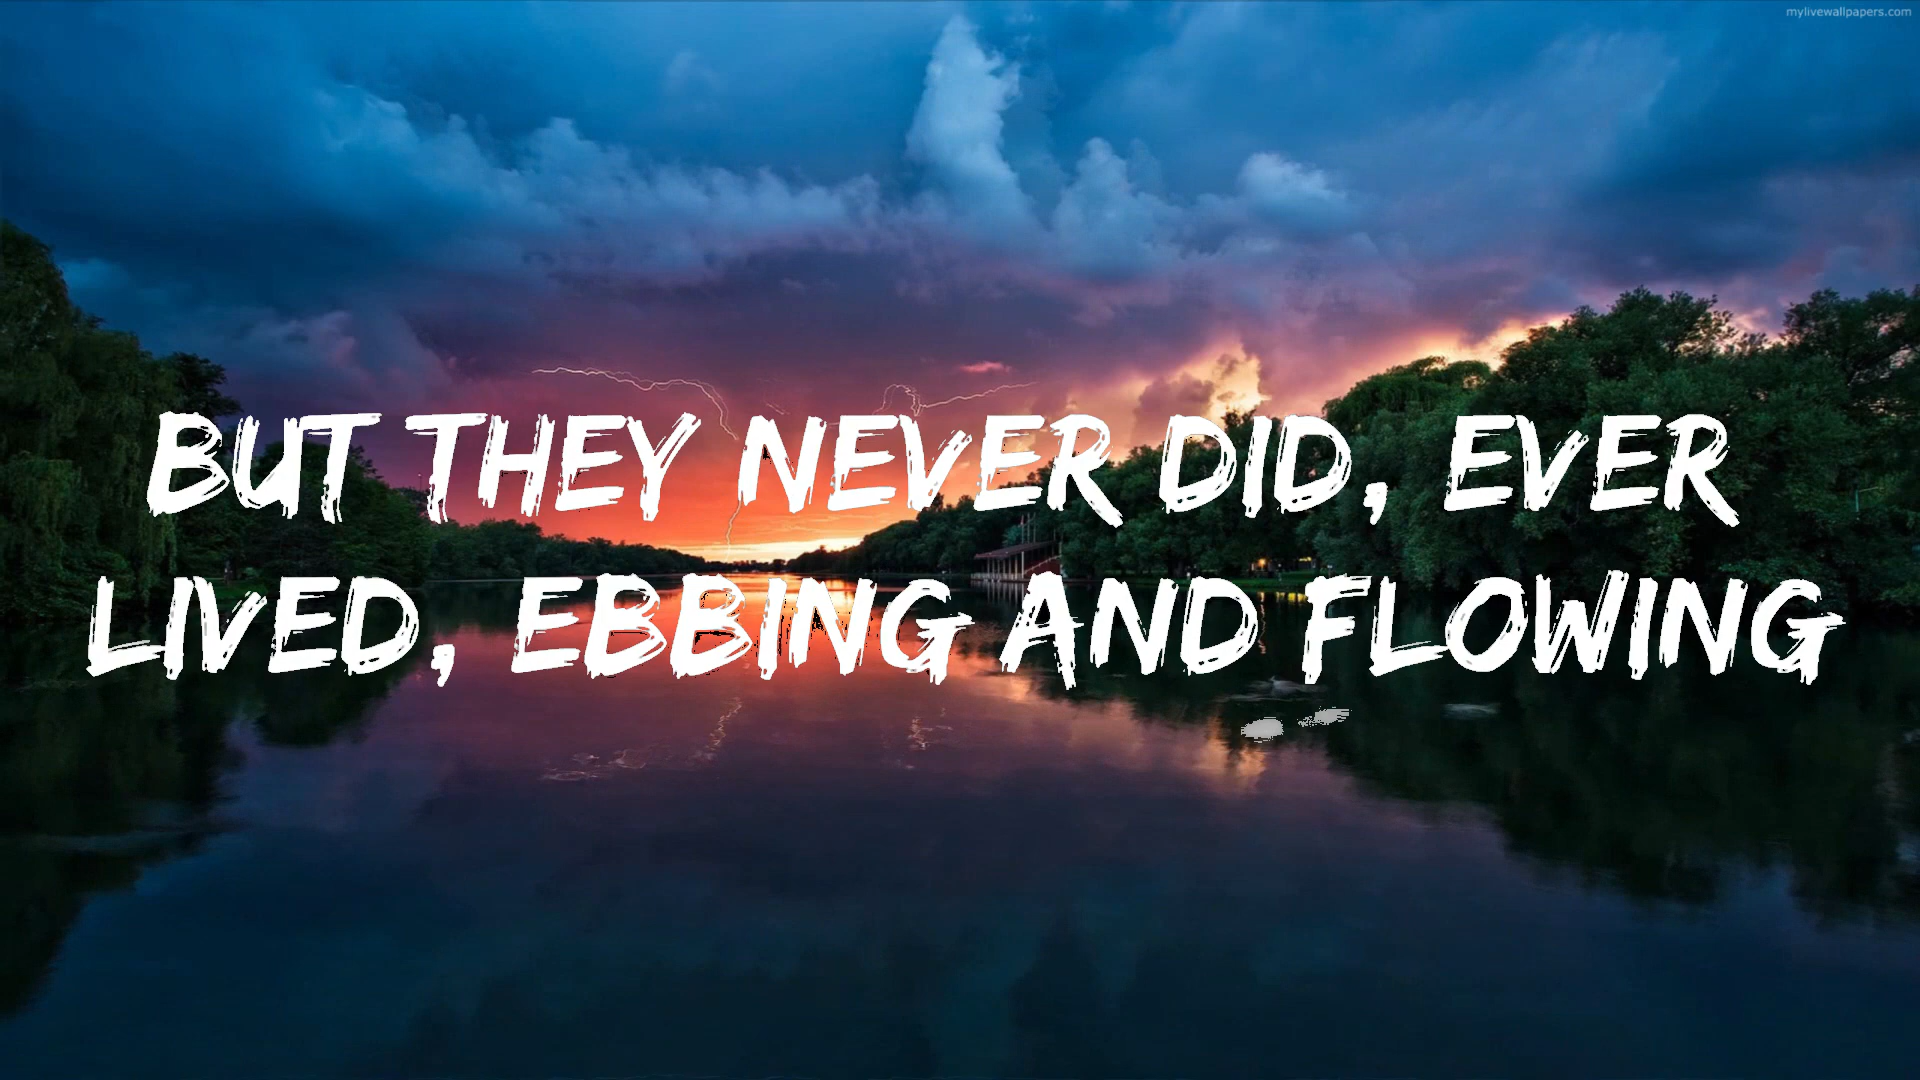 mylivewallpapers.com
BUT THEY NEVER DID, EVER
LIVED, EBBING AND FLOWING